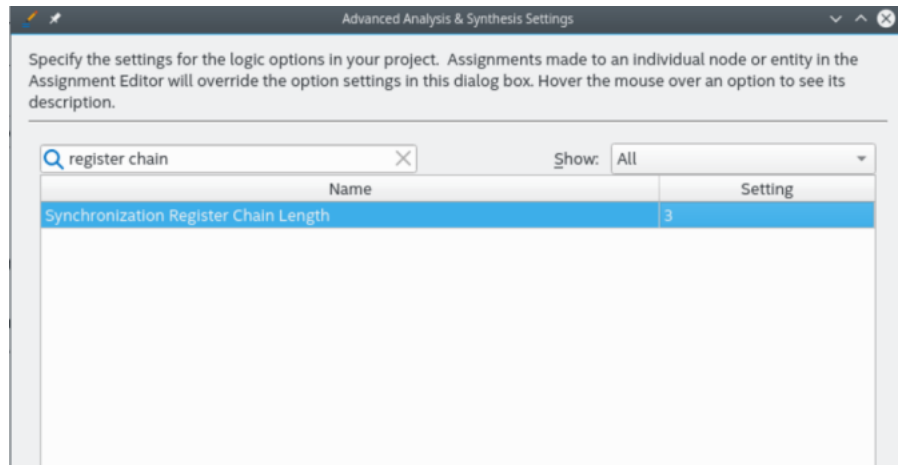 Advanced Analysis & Synthesis Settings
Specify the settings for the logic options in your project. Assignments made to an individual node or entity in the
Assignment Editor will override the option settings in this dialog box. Hover the mouse over an option to see its
description.
register chain Show: All
Name Setting
Synchronization Register Chain Length 3